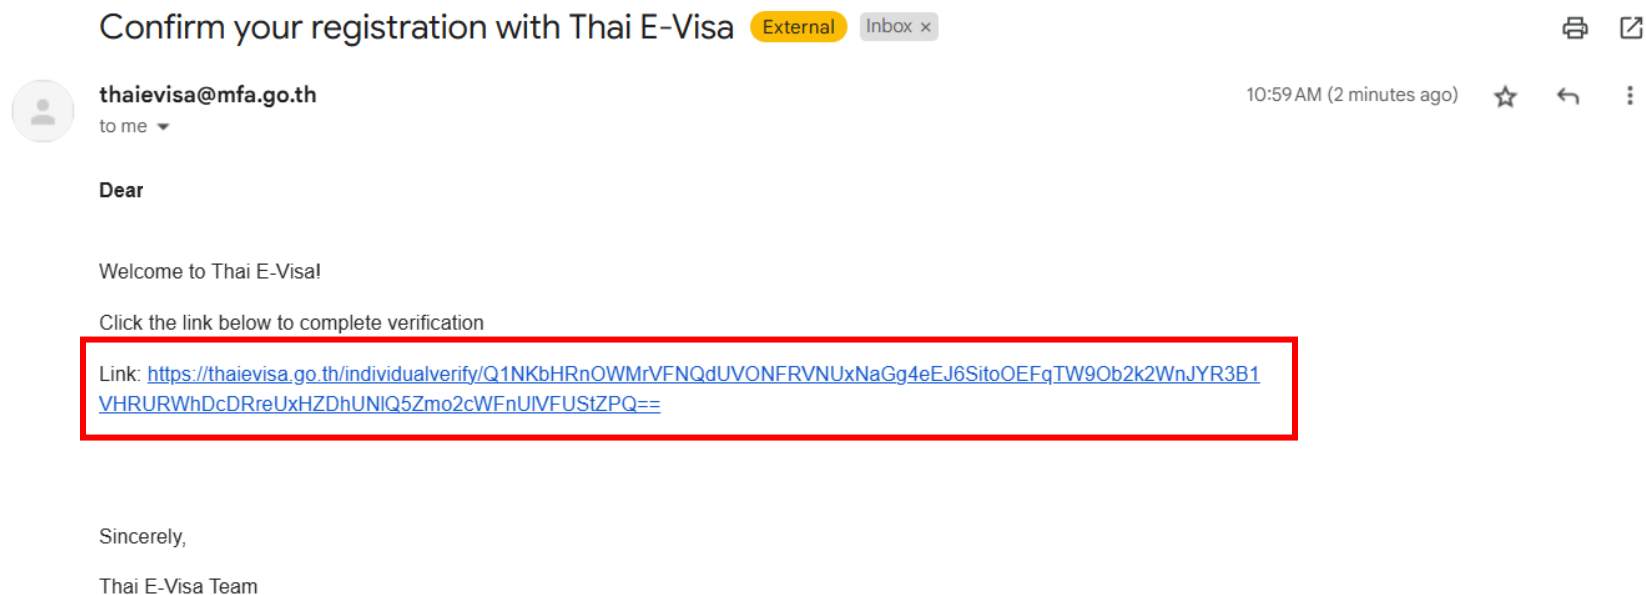 Confirm your registration with Thai E-Visa External Inbox ×
thaievisa@mfa.go.th 10:59 AM (2 minutes ago)
to me
Dear
Welcome to Thai E-Visa!
Click the link below to complete verification
Link: https://thaievisa.go.th/individualverify/Q1NKbHRnOWMrVFNQdUVONFRVNUxNaGg4eEJ6SitoOEFqTW9Ob2k2WnJYR3B1
VHRURWhDcDRreUxHZDhUNlQ5Zmo2cWFnUlVFUStZPQ==
Sincerely,
Thai E-Visa Team